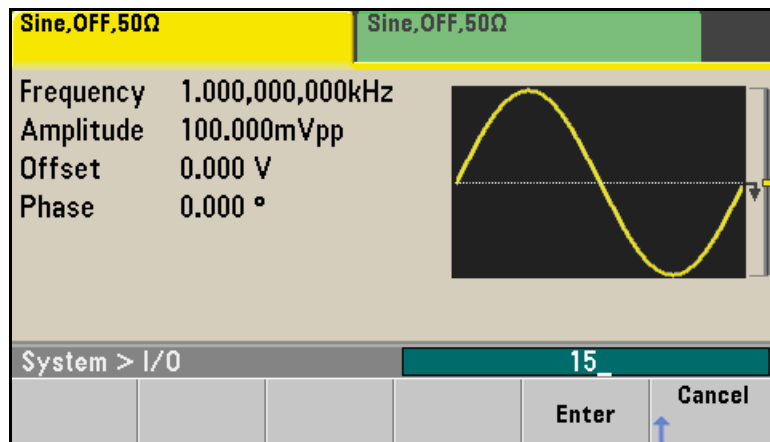 Sine,OFF,50Ω
Sine,OFF,50Ω
Frequency 1.000,000,000kHz
Amplitude 100.000mVpp
Offset 0.000 V
Phase 0.000 °
System > I/O 15_
Enter Cancel